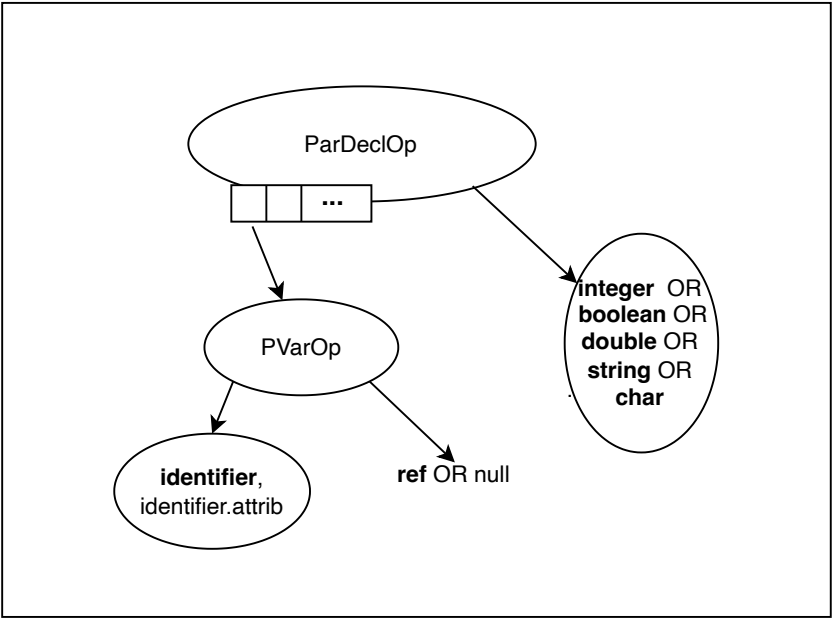 ParDeclOp
...
PVarOp
integer OR
boolean OR
double OR
string OR
char
identifier,
identifier.attrib
ref OR null